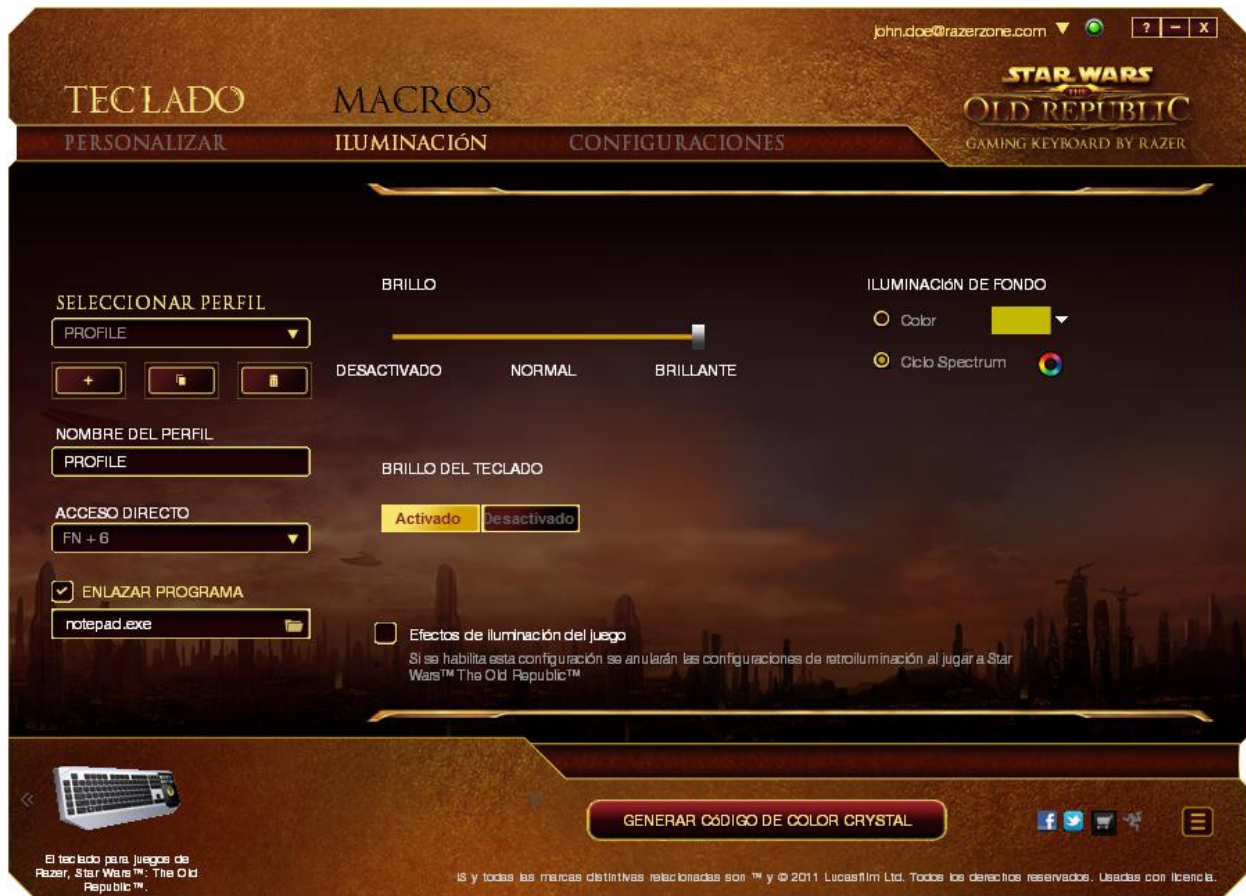 john.doe@razerzone.com
? – X
STAR WARS
THE
OLD REPUBLIC
GAMING KEYBOARD BY RAZER
TECLADO MACROS
PERSONALIZAR ILUMINACIÓN CONFIGURACIONES
SELECCIONAR PERFIL
PROFILE
+
NOMBRE DEL PERFIL
PROFILE
ACCESO DIRECTO
FN + 6
ENLAZAR PROGRAMA
notepad.exe
BRILLO
DESACTIVADO NORMAL BRILLANTE
BRILLO DEL TECLADO
Activado Desactivado
Efectos de iluminación del juego
Si se habilita esta configuración se anularán las configuraciones de retroiluminación al jugar a Star
Wars™ The Old Republic™
ILUMINACIóN DE FONDO
Color
Ciclo Spectrum
El teclado para juegos de
Razer, Star Wars™: The Old
Republic™.
GENERAR CóDIGO DE COLOR CRYSTAL
iS y todas las marcas distintivas relacionadas son ™ y © 2011 Lucasfilm Ltd. Todos los derechos reservados. Usadas con licencia.